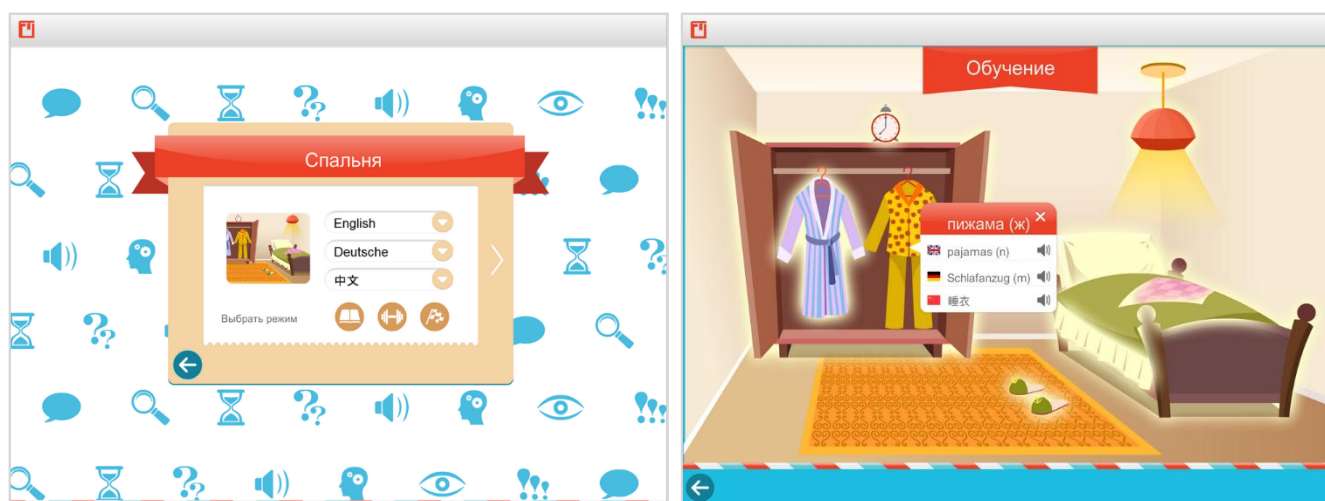 Спальня
English
Deutsche
中文
Выбрать режим
Обучение
пижама (ж)
pajamas (n)
Schlafanzug (m)
睡衣